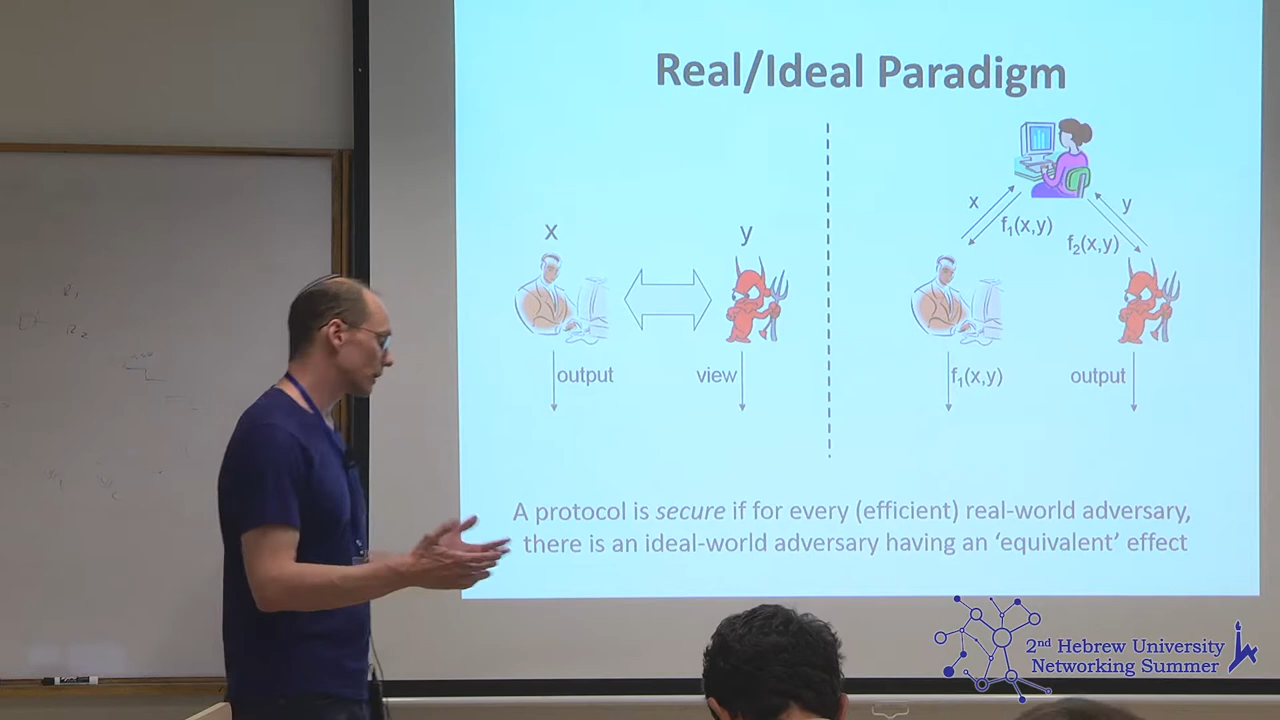 Real/Ideal Paradigm
x
y
output
view
x
f₁(x,y)
y
f₂(x,y)
f₁(x,y)
output
A protocol is secure if for every (efficient) real-world adversary,
there is an ideal-world adversary having an ‘equivalent’ effect
2nd Hebrew University
Networking Summer